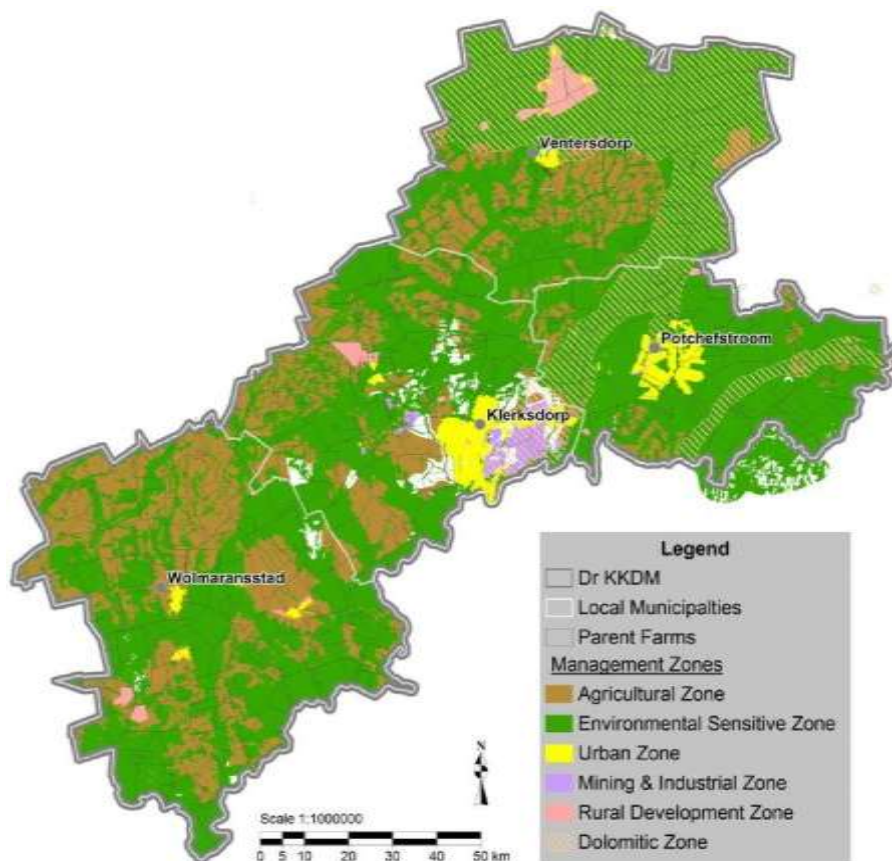 Ventersdorp
Potchefstroom
Klerksdorp
Wolmaransstad
Legend
Dr KKDM
Local Municipalties
Parent Farms
Management Zones
Agricultural Zone
Environmental Sensitive Zone
Urban Zone
Mining & Industrial Zone
Rural Development Zone
Dolomitic Zone
N
Scale 1:1000000
0 5 10 20 30 40 50 km